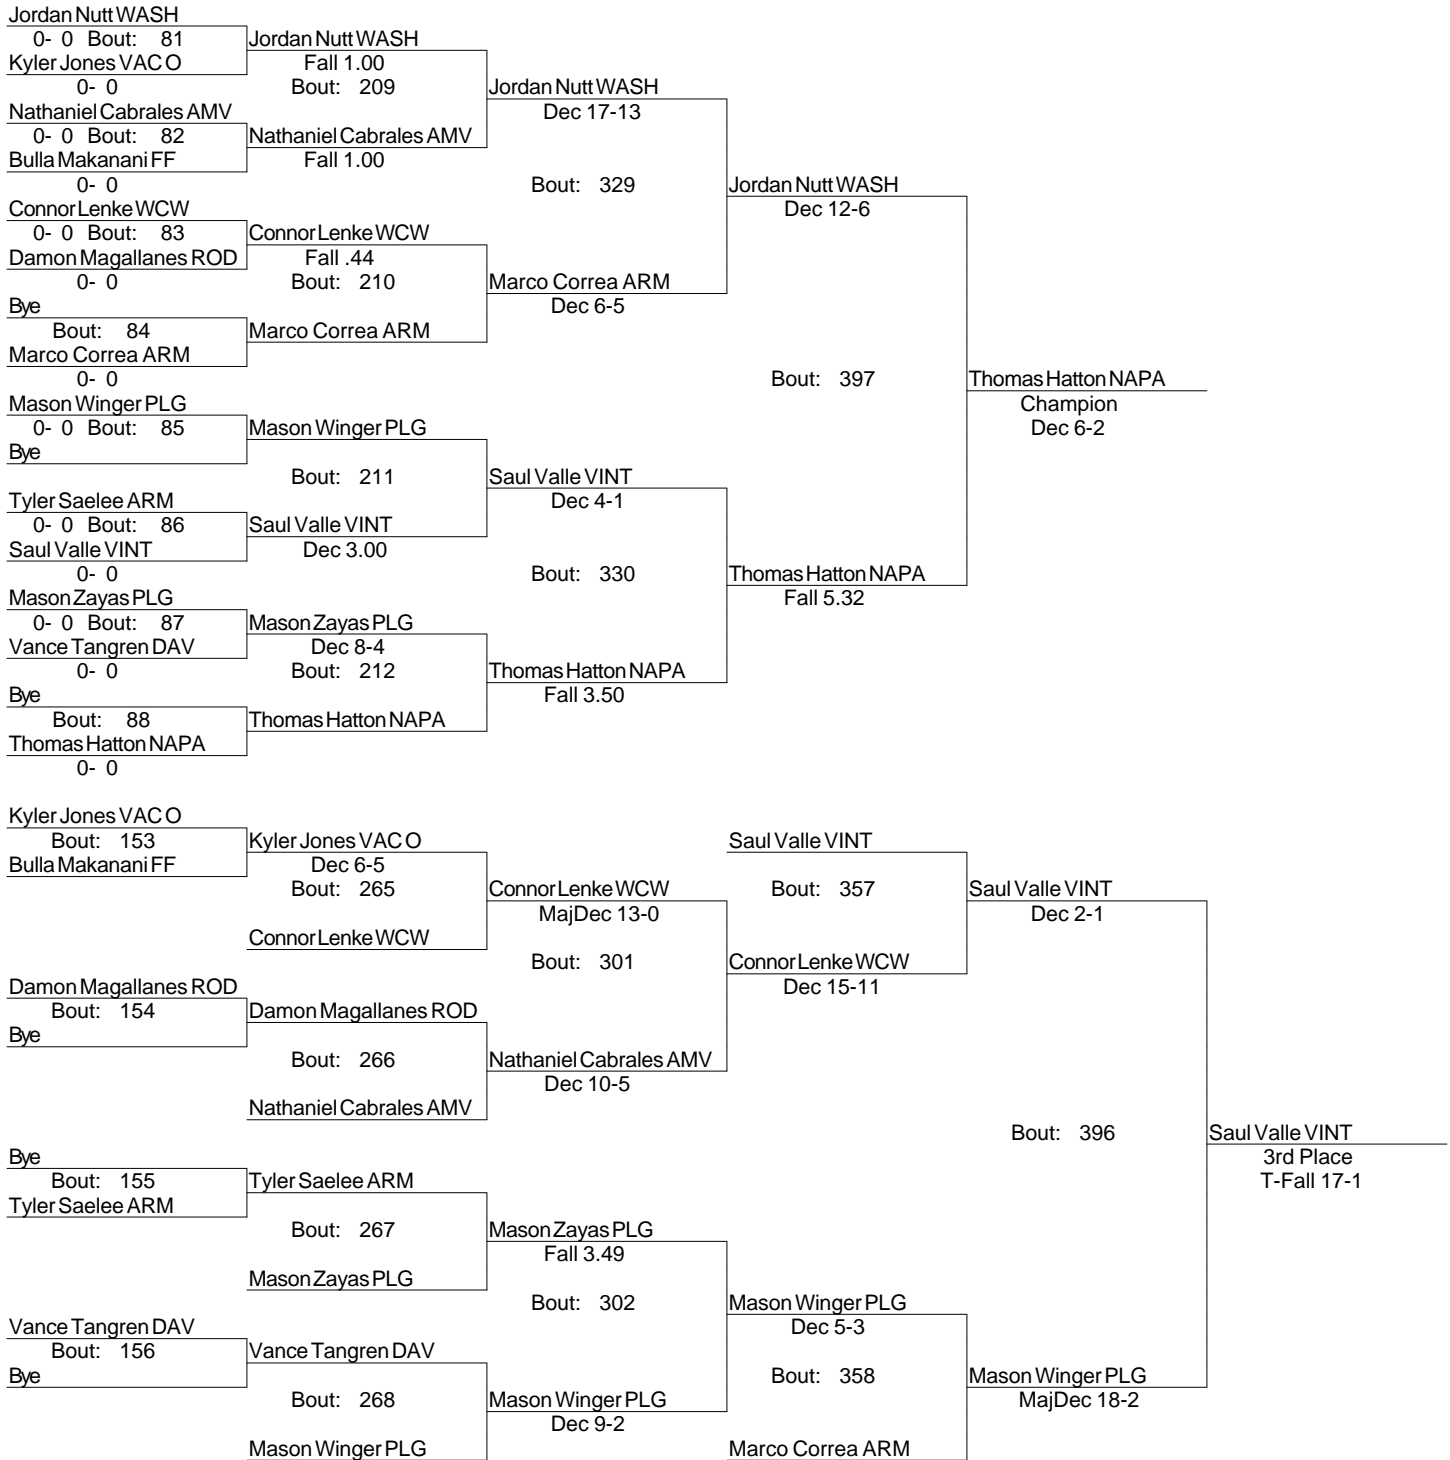 Jordan Nutt WASH
0- 0 Bout: 81
Jordan Nutt WASH
Kyler Jones VACO
Fall 1.00
0- 0
Bout: 209
Jordan Nutt WASH
Nathaniel Cabrales AMV
Dec 17-13
0- 0 Bout: 82
Nathaniel Cabrales AMV
Bulla Makanani FF
Fall 1.00
0- 0
Bout: 329
Jordan Nutt WASH
Connor Lenke WCW
Dec 12-6
0- 0 Bout: 83
Connor Lenke WCW
Damon Magallanes ROD
Fall .44
0- 0
Bout: 210
Marco Correa ARM
Bye
Dec 6-5
Bout: 84
Marco Correa ARM
Marco Correa ARM
0- 0
Bout: 397
Thomas Hatton NAPA
Mason Winger PLG
Champion
0- 0 Bout: 85
Mason Winger PLG
Dec 6-2
Bye
Bout: 211
Saul Valle VINT
Tyler Saelee ARM
Dec 4-1
0- 0 Bout: 86
Saul Valle VINT
Saul Valle VINT
Dec 3.00
0- 0
Bout: 330
Thomas Hatton NAPA
Mason Zayas PLG
Fall 5.32
0- 0 Bout: 87
Mason Zayas PLG
Vance Tangren DAV
Dec 8-4
0- 0
Bout: 212
Thomas Hatton NAPA
Bye
Fall 3.50
Bout: 88
Thomas Hatton NAPA
Thomas Hatton NAPA
0- 0
Kyler Jones VACO
Bout: 153
Kyler Jones VACO
Saul Valle VINT
Bulla Makanani FF
Dec 6-5
Bout: 265
Connor Lenke WCW
Bout: 357
Saul Valle VINT
MajDec 13-0
Dec 2-1
Connor Lenke WCW
Bout: 301
Connor Lenke WCW
Damon Magallanes ROD
Dec 15-11
Bout: 154
Damon Magallanes ROD
Bye
Bout: 266
Nathaniel Cabrales AMV
Dec 10-5
Nathaniel Cabrales AMV
Bout: 396
Saul Valle VINT
Bye
3rd Place
Bout: 155
Tyler Saelee ARM
T-Fall 17-1
Tyler Saelee ARM
Bout: 267
Mason Zayas PLG
Fall 3.49
Mason Zayas PLG
Bout: 302
Mason Winger PLG
Vance Tangren DAV
Dec 5-3
Bout: 156
Vance Tangren DAV
Bye
Bout: 358
Mason Winger PLG
Bout: 268
Mason Winger PLG
MajDec 18-2
Dec 9-2
Mason Winger PLG
Marco Correa ARM